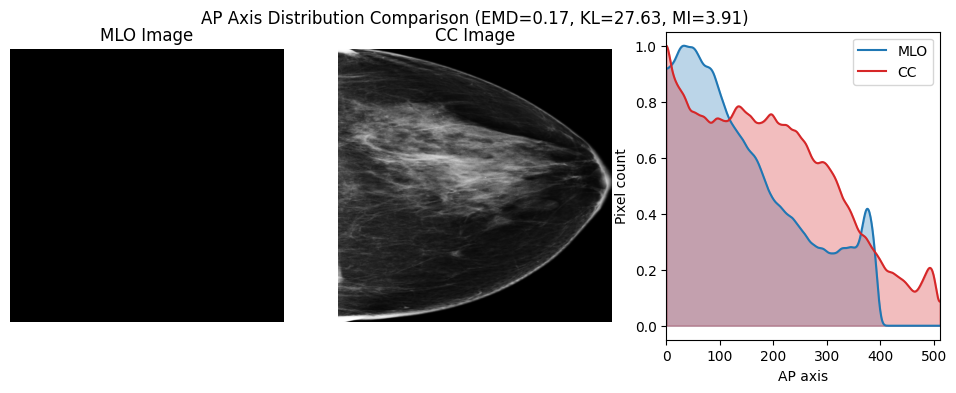 AP Axis Distribution Comparison (EMD=0.17, KL=27.63, MI=3.91)
MLO Image
CC Image
MLO
CC
Pixel count
1.0
0.8
0.6
0.4
0.2
0.0
0 100 200 300 400 500
AP axis